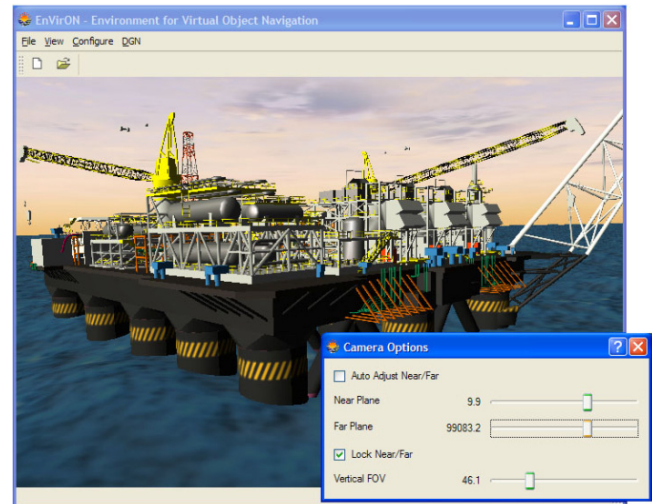 EnVirON - Environment for Virtual Object Navigation
File View Configure DGN
Camera Options
Auto Adjust Near/Far
Near Plane 9.9
Far Plane 99083.2
Lock Near/Far
Vertical FOV 46.1